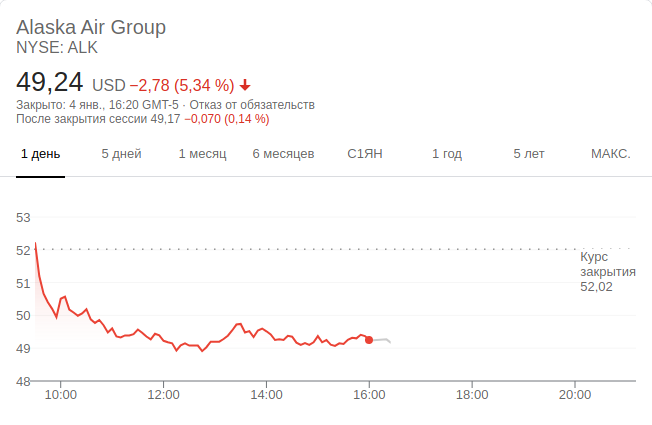 Alaska Air Group
NYSE: ALK
49,24 USD −2,78 (5,34 %)
Закрыто: 4 янв., 16:20 GMT-5 · Отказ от обязательств
После закрытия сессии 49,17 −0,070 (0,14 %)
1 день 5 дней 1 месяц 6 месяцев С1ЯН 1 год 5 лет МАКС.
53
52
Курс
закрытия
51
52,02
50
49
48
10:00 12:00 14:00 16:00 18:00 20:00